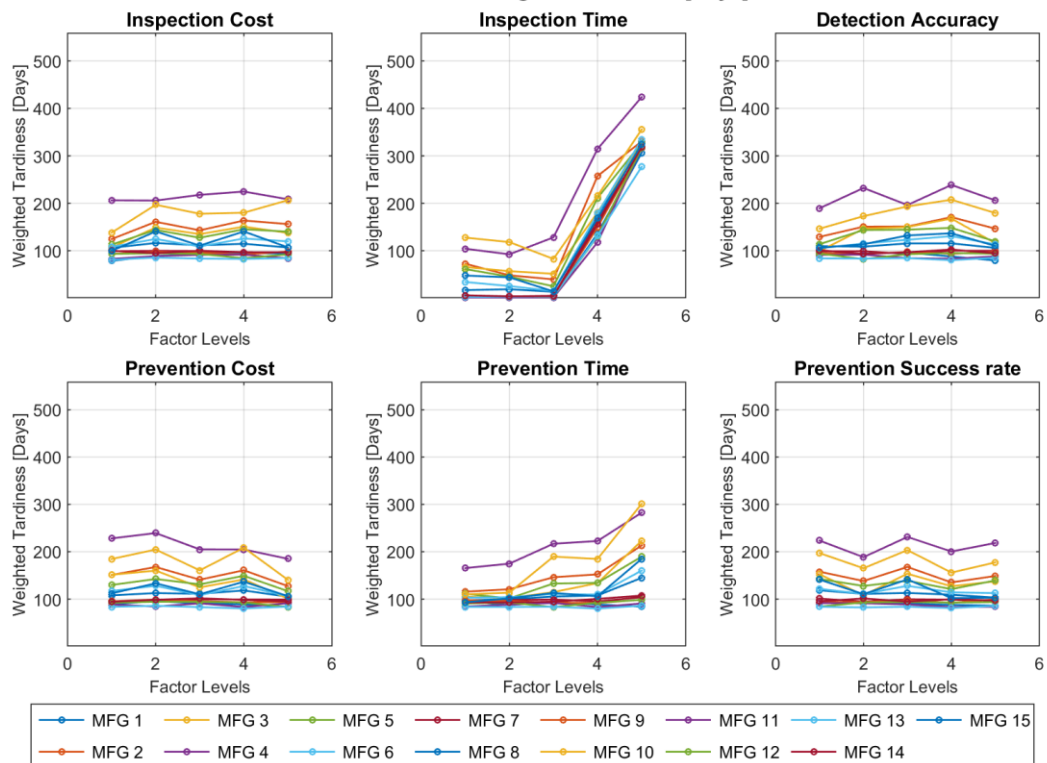 Inspection Cost
Inspection Time
Detection Accuracy
Weighted Tardiness [Days]
500
400
300
200
100
0
2
4
6
Factor Levels
Weighted Tardiness [Days]
500
400
300
200
100
0
2
4
6
Factor Levels
Weighted Tardiness [Days]
500
400
300
200
100
0
2
4
6
Factor Levels
Prevention Cost
Prevention Time
Prevention Success rate
Weighted Tardiness [Days]
500
400
300
200
100
0
2
4
6
Factor Levels
Weighted Tardiness [Days]
500
400
300
200
100
0
2
4
6
Factor Levels
Weighted Tardiness [Days]
500
400
300
200
100
0
2
4
6
Factor Levels
MFG 1 MFG 3 MFG 5 MFG 7 MFG 9 MFG 11 MFG 13 MFG 15
MFG 2 MFG 4 MFG 6 MFG 8 MFG 10 MFG 12 MFG 14